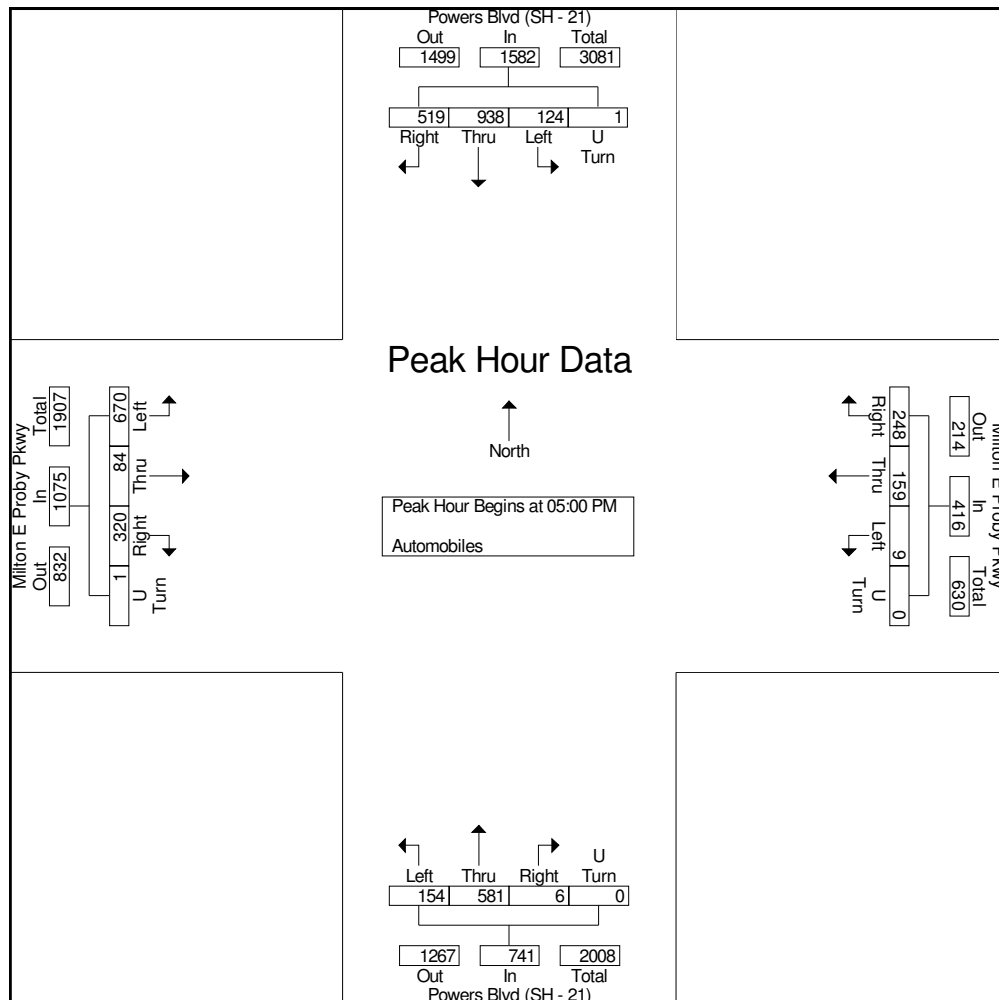 Powers Blvd (SH - 21)
Out In Total
1499 1582 3081
519 938 124 1
Right Thru Left U
Turn
Peak Hour Data
North
Peak Hour Begins at 05:00 PM
Automobiles
Milton E Proby Pkwy
Out In Total
832 1075 1907
Left Thru Right U
Turn
670 84 320 1
Milton E Proby Pkwy
Out In Total
214 416 630
248 159 9 0
Right Thru Left U
Turn
U
Left Thru Right Turn
154 581 6 0
1267 741 2008
Out In Total
Powers Blvd (SH - 21)